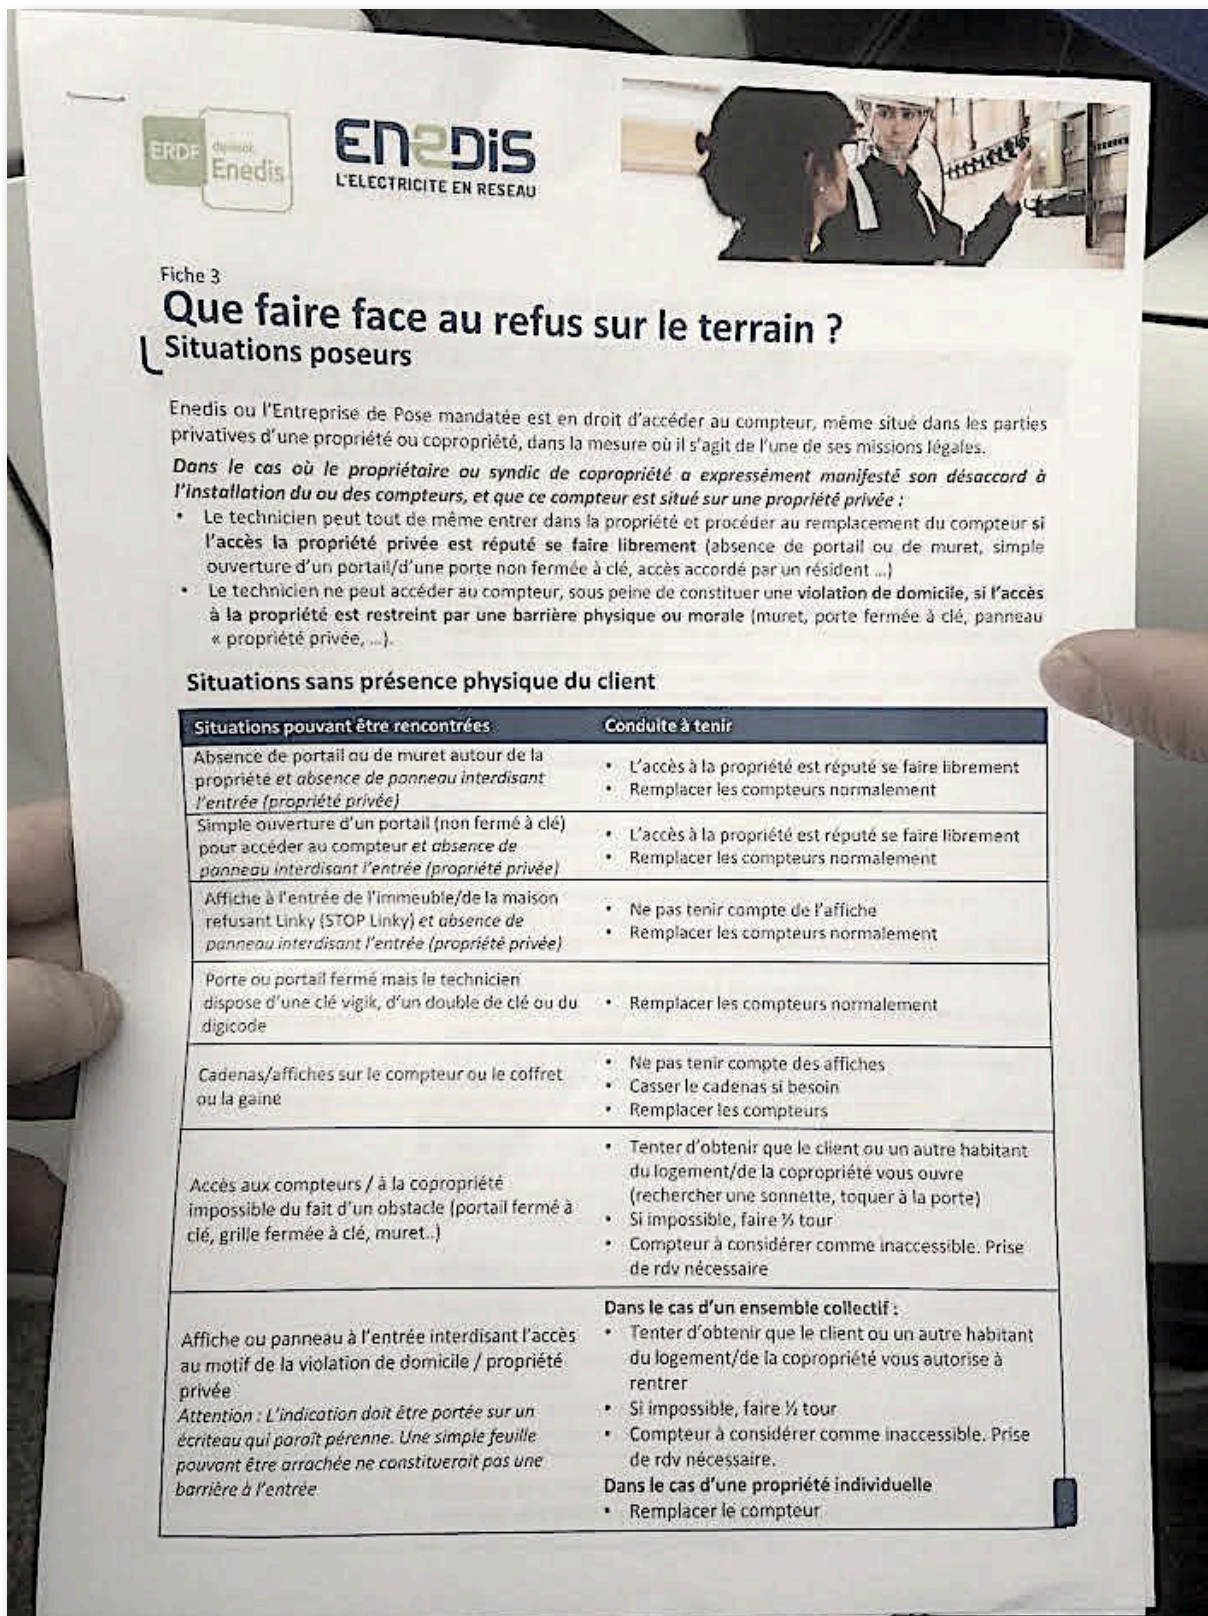 ERDF
devient
Enedis
ENEDIS
L'ELECTRICITE EN RESEAU
Fiche 3
Que faire face au refus sur le terrain ?
Situations poseurs
Enedis ou l'Entreprise de Pose mandatée est en droit d'accéder au compteur, même situé dans les parties
privatives d'une propriété ou copropriété, dans la mesure où il s'agit de l'une de ses missions légales.
Dans le cas où le propriétaire ou syndic de copropriété a expressément manifesté son désaccord à
l'installation du ou des compteurs, et que ce compteur est situé sur une propriété privée :
• Le technicien peut tout de même entrer dans la propriété et procéder au remplacement du compteur si
l'accès la propriété privée est réputé se faire librement (absence de portail ou de muret, simple
ouverture d'un portail/d'une porte non fermée à clé, accès accordé par un résident ...)
• Le technicien ne peut accéder au compteur, sous peine de constituer une violation de domicile, si l'accès
à la propriété est restreint par une barrière physique ou morale (muret, porte fermée à clé, panneau
« propriété privée, ...).
Situations sans présence physique du client
Situations pouvant être rencontrées
Conduite à tenir
Absence de portail ou de muret autour de la
propriété et absence de panneau interdisant
l'entrée (propriété privée)
• L'accès à la propriété est réputé se faire librement
• Remplacer les compteurs normalement
Simple ouverture d'un portail (non fermé à clé)
pour accéder au compteur et absence de
panneau interdisant l'entrée (propriété privée)
• L'accès à la propriété est réputé se faire librement
• Remplacer les compteurs normalement
Affiche à l'entrée de l'immeuble/de la maison
refusant Linky (STOP Linky) et absence de
panneau interdisant l'entrée (propriété privée)
• Ne pas tenir compte de l'affiche
• Remplacer les compteurs normalement
Porte ou portail fermé mais le technicien
dispose d'une clé vigik, d'un double de clé ou du
digicode
• Remplacer les compteurs normalement
Cadenas/affiches sur le compteur ou le coffret
ou la gaine
• Ne pas tenir compte des affiches
• Casser le cadenas si besoin
• Remplacer les compteurs
Accès aux compteurs / à la copropriété
impossible du fait d'un obstacle (portail fermé à
clé, grille fermée à clé, muret..)
• Tenter d'obtenir que le client ou un autre habitant
du logement/de la copropriété vous ouvre
(rechercher une sonnette, toquer à la porte)
• Si impossible, faire ½ tour
• Compteur à considérer comme inaccessible. Prise
de rdv nécessaire
Affiche ou panneau à l'entrée interdisant l'accès
au motif de la violation de domicile / propriété
privée
Attention : L'indication doit être portée sur un
écriteau qui paraît pérenne. Une simple feuille
pouvant être arrachée ne constituerait pas une
barrière à l'entrée
Dans le cas d'un ensemble collectif :
• Tenter d'obtenir que le client ou un autre habitant
du logement/de la copropriété vous autorise à
rentrer
• Si impossible, faire ½ tour
• Compteur à considérer comme inaccessible. Prise
de rdv nécessaire.
Dans le cas d'une propriété individuelle
• Remplacer le compteur